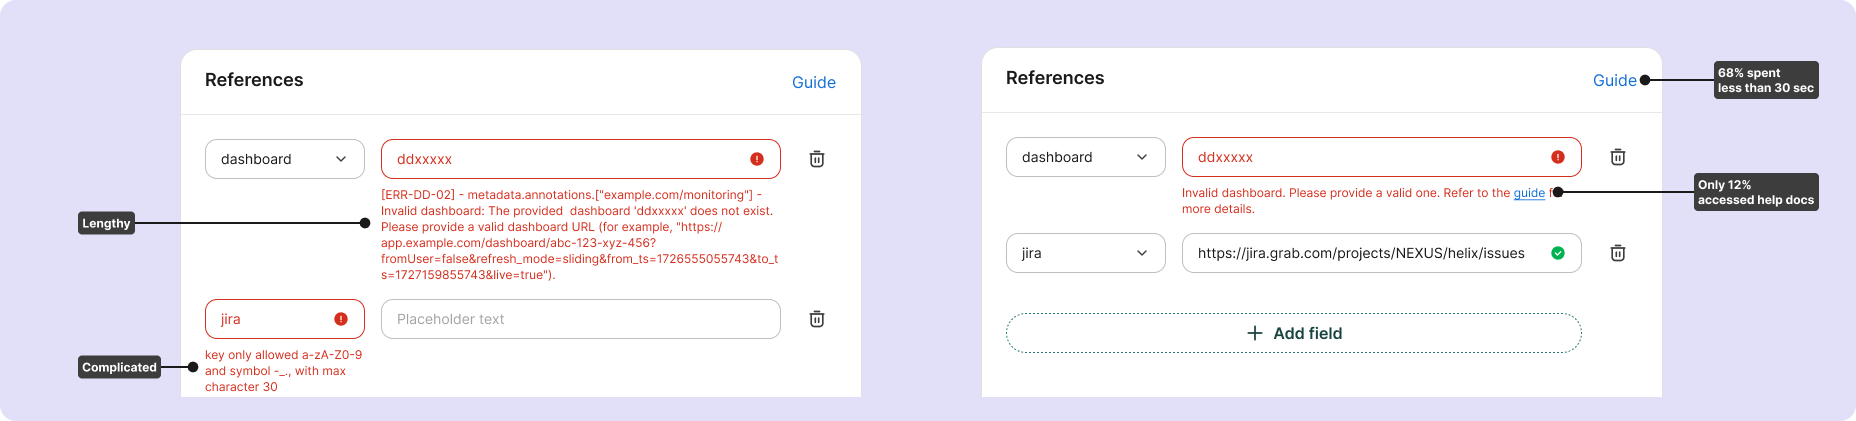 References
Guide
dashboard
ddxxxxx
[ERR-DD-02] - metadata.annotations.["example.com/monitoring"] -
Invalid dashboard: The provided dashboard 'ddxxxxx' does not exist.
Please provide a valid dashboard URL (for example, "https://
app.example.com/dashboard/abc-123-xyz-456?
fromUser=false&refresh_mode=sliding&from_ts=1726555055743&to_t
s=1727159855743&live=true").
Lengthy
jira
Placeholder text
key only allowed a-zA-Z0-9
and symbol -_., with max
character 30
Complicated
References
Guide
68% spent
less than 30 sec
dashboard
ddxxxxx
Invalid dashboard. Please provide a valid one. Refer to the guide f
more details.
Only 12%
accessed help docs
jira
https://jira.grab.com/projects/NEXUS/helix/issues
Add field